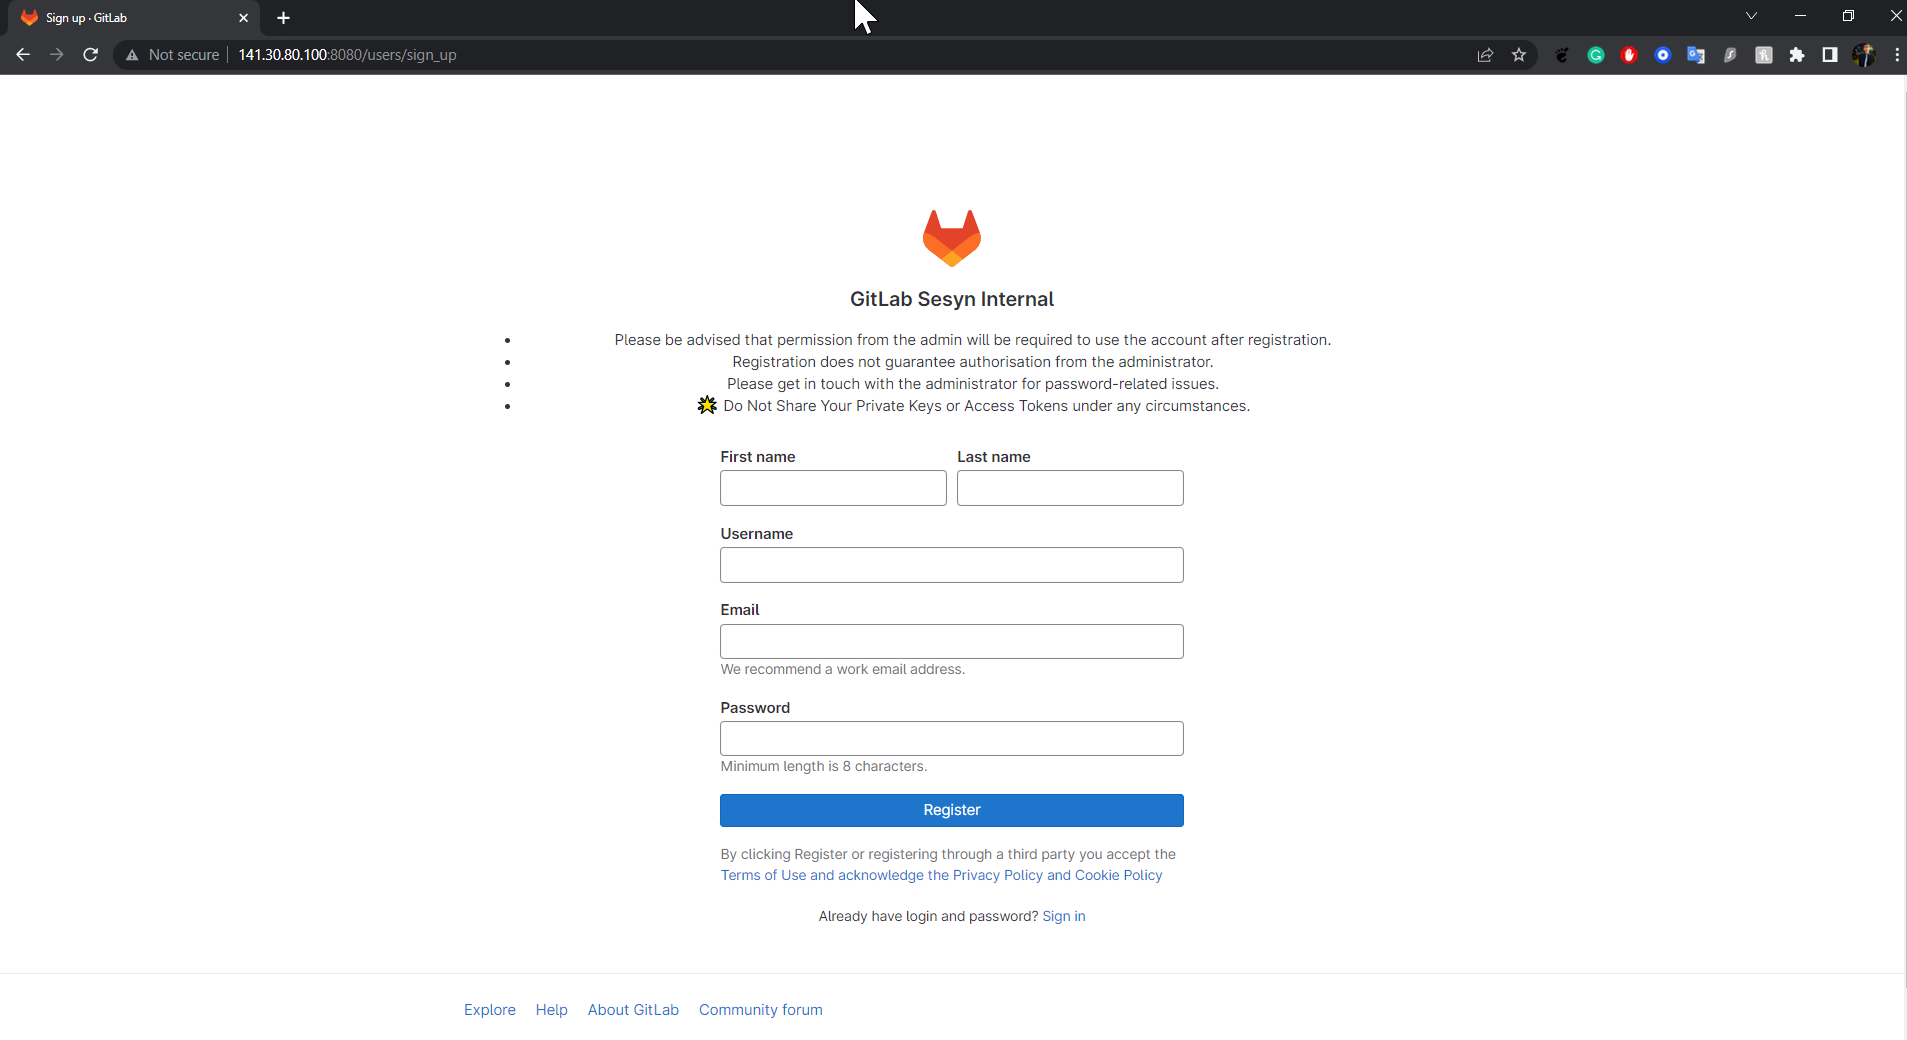 Sign up · GitLab
Not secure
141.30.80.100:8080/users/sign_up
GitLab Sesyn Internal
Please be advised that permission from the admin will be required to use the account after registration.
Registration does not guarantee authorisation from the administrator.
Please get in touch with the administrator for password-related issues.
Do Not Share Your Private Keys or Access Tokens under any circumstances.
First name Last name
Username
Email
We recommend a work email address.
Password
Minimum length is 8 characters.
Register
By clicking Register or registering through a third party you accept the
Terms of Use and acknowledge the Privacy Policy and Cookie Policy
Already have login and password? Sign in
Explore Help About GitLab Community forum